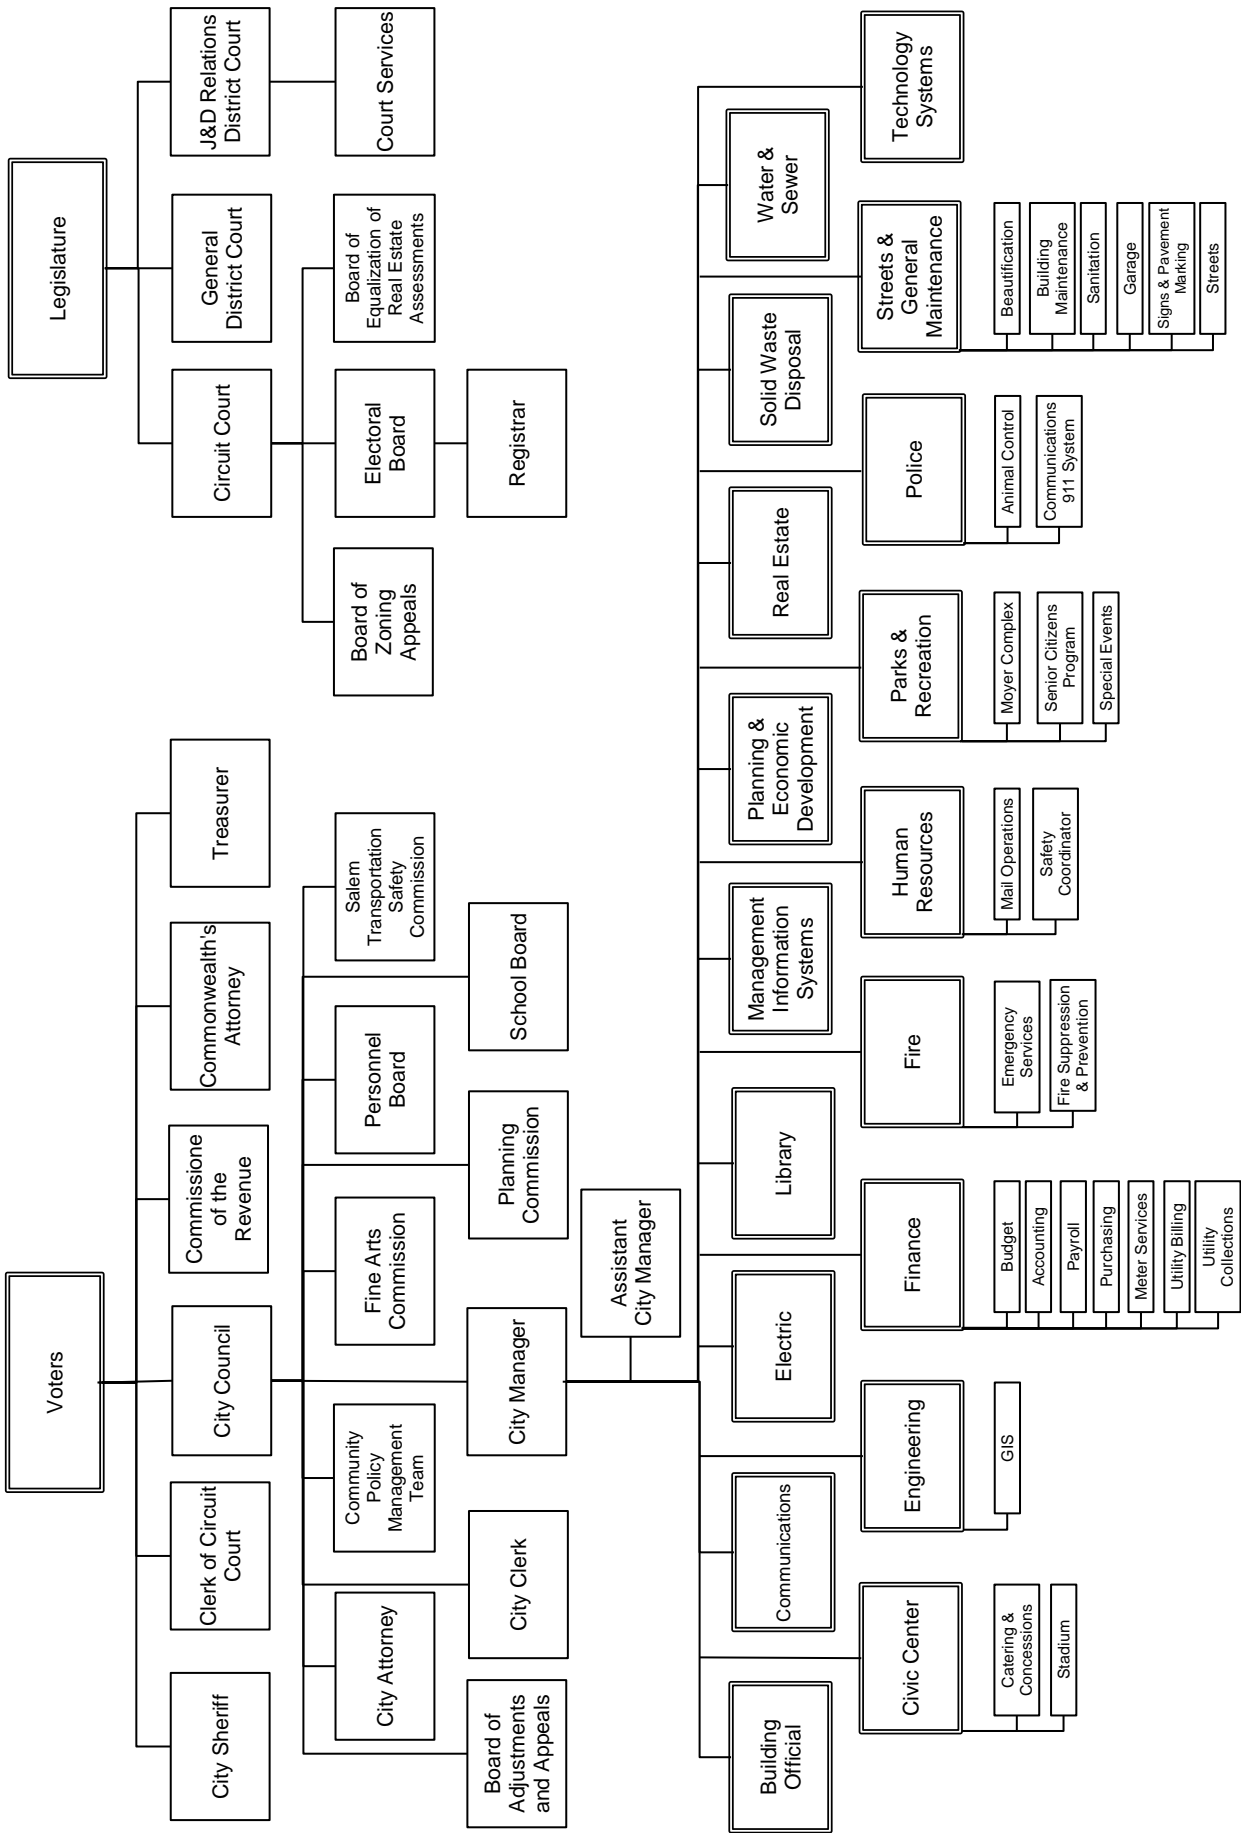 Voters
Legislature
City Sheriff
Clerk of Circuit
Court
City Council
Commissione
of the
Revenue
Commonwealth's
Attorney
Treasurer
Circuit Court
General
District Court
J&D Relations
District Court
City Attorney
Community
Policy
Management
Team
Fine Arts
Commission
Personnel
Board
Salem
Transportation
Safety
Commission
Board of
Zoning
Appeals
Electoral
Board
Board of
Equalization of
Real Estate
Assessments
Court Services
Board of
Adjustments
and Appeals
City Clerk
City Manager
Planning
Commission
School Board
Registrar
Assistant
City Manager
Building
Official
Communications
Electric
Library
Management
Information
Systems
Planning &
Economic
Development
Real Estate
Solid Waste
Disposal
Water &
Sewer
Civic Center
Engineering
Finance
Fire
Human
Resources
Parks &
Recreation
Police
Streets &
General
Maintenance
Technology
Systems
Catering &
Concessions
Stadium
GIS
Budget
Accounting
Payroll
Purchasing
Meter Services
Utility Billing
Utility
Collections
Emergency
Services
Fire Suppression
& Prevention
Mail Operations
Safety
Coordinator
Moyer Complex
Senior Citizens
Program
Special Events
Animal Control
Communications
911 System
Beautification
Building
Maintenance
Sanitation
Garage
Signs & Pavement
Marking
Streets